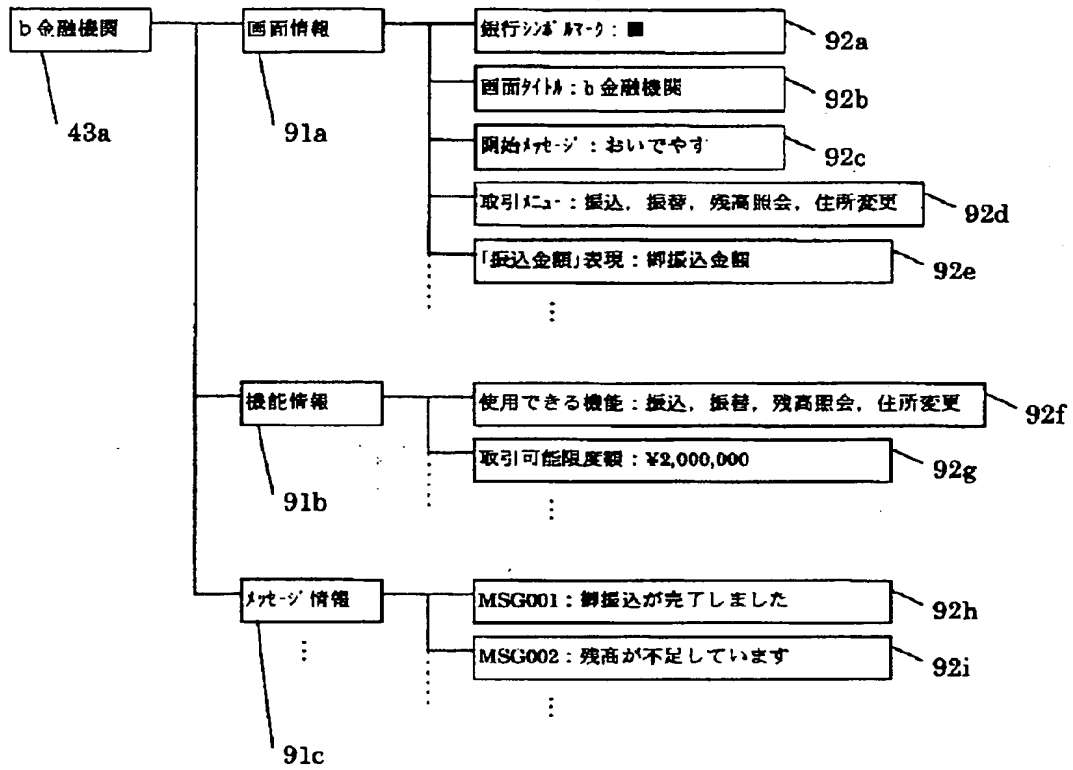 b金融機関
画面情報
銀行ｼﾝﾎﾞﾙﾏｰｸ：■
92a
画面ﾀｲﾄﾙ：b金融機関
92b
43a
91a
開始ﾒｯｾｰｼﾞ：おいでやす
92c
取引ﾒﾆｭｰ：振込，振替，残高照会，住所変更
92d
「振込金額」表現：御振込金額
92e
機能情報
使用できる機能：振込，振替，残高照会，住所変更
92f
取引可能限度額：¥2,000,000
92g
91b
ﾒｯｾｰｼﾞ情報
MSG001：御振込が完了しました
92h
MSG002：残高が不足しています
92i
91c